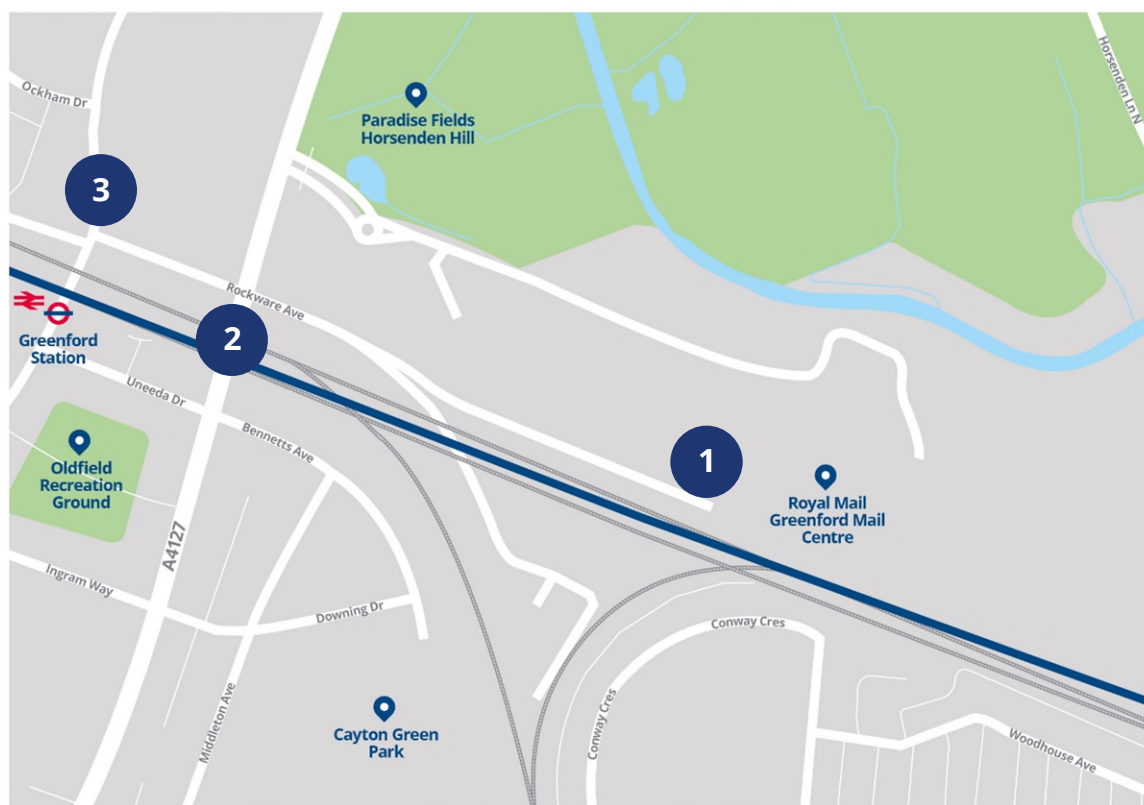 Ockham Dr
Horsenden Ln N
Paradise Fields
Horsenden Hill
3
Rockware Ave
2
Greenford
Station
Uneeda Dr
Bennetts Ave
Oldfield
Recreation
Ground
1
Royal Mail
Greenford Mail
Centre
A4127
Ingram Way
Downing Dr
Conway Cres
Middleton Ave
Conway Cres
Cayton Green
Park
Woodhouse Ave